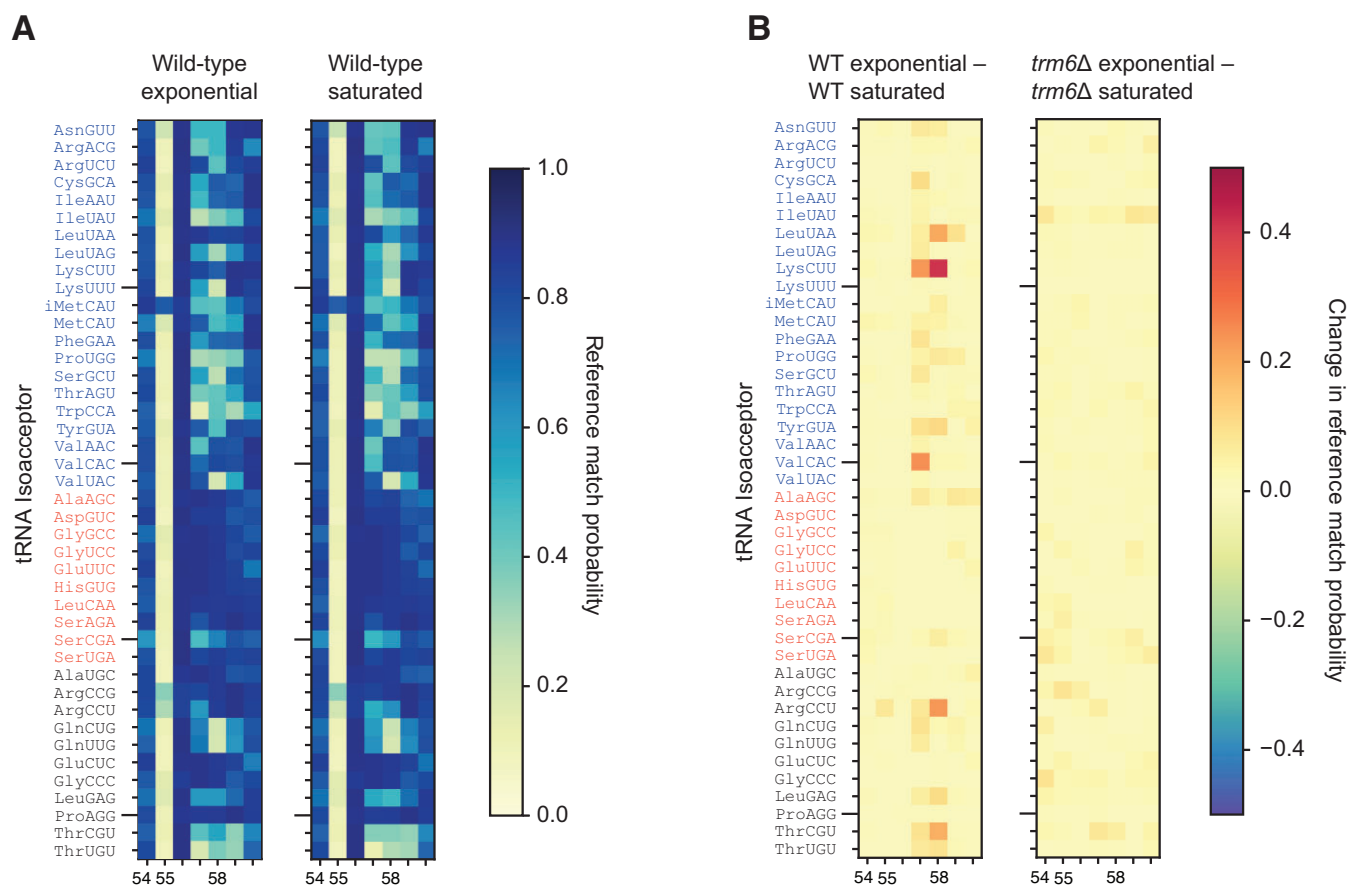 A
Wild-type
exponential
Wild-type
saturated
tRNA Isoacceptor
AsnGUU
ArgACG
ArgUCU
CysGCA
IleAAU
IleUAU
LeuUAA
LeuUAG
LysCUU
LysUUU
iMetCAU
MetCAU
PheGAA
ProUGG
SerGCU
ThrAGU
TrpCCA
TyrGUA
ValAAC
ValCAC
ValUAC
AlaAGC
AspGUC
GlyGCC
GlyUCC
GluUUC
HisGUG
LeuCAA
SerAGA
SerCGA
SerUGA
AlaUGC
ArgCCG
ArgCCU
GlnCUG
GlnUUG
GluCUC
GlyCCC
LeuGAG
ProAGG
ThrCGU
ThrUGU
54 55 58
54 55 58
1.0
0.8
0.6
0.4
0.2
0.0
Reference match probability
B
WT exponential –
WT saturated
trm6Δ exponential –
trm6Δ saturated
tRNA Isoacceptor
AsnGUU
ArgACG
ArgUCU
CysGCA
IleAAU
IleUAU
LeuUAA
LeuUAG
LysCUU
LysUUU
iMetCAU
MetCAU
PheGAA
ProUGG
SerGCU
ThrAGU
TrpCCA
TyrGUA
ValAAC
ValCAC
ValUAC
AlaAGC
AspGUC
GlyGCC
GlyUCC
GluUUC
HisGUG
LeuCAA
SerAGA
SerCGA
SerUGA
AlaUGC
ArgCCG
ArgCCU
GlnCUG
GlnUUG
GluCUC
GlyCCC
LeuGAG
ProAGG
ThrCGU
ThrUGU
54 55 58
54 55 58
0.4
0.2
0.0
−0.2
−0.4
Change in reference match probability